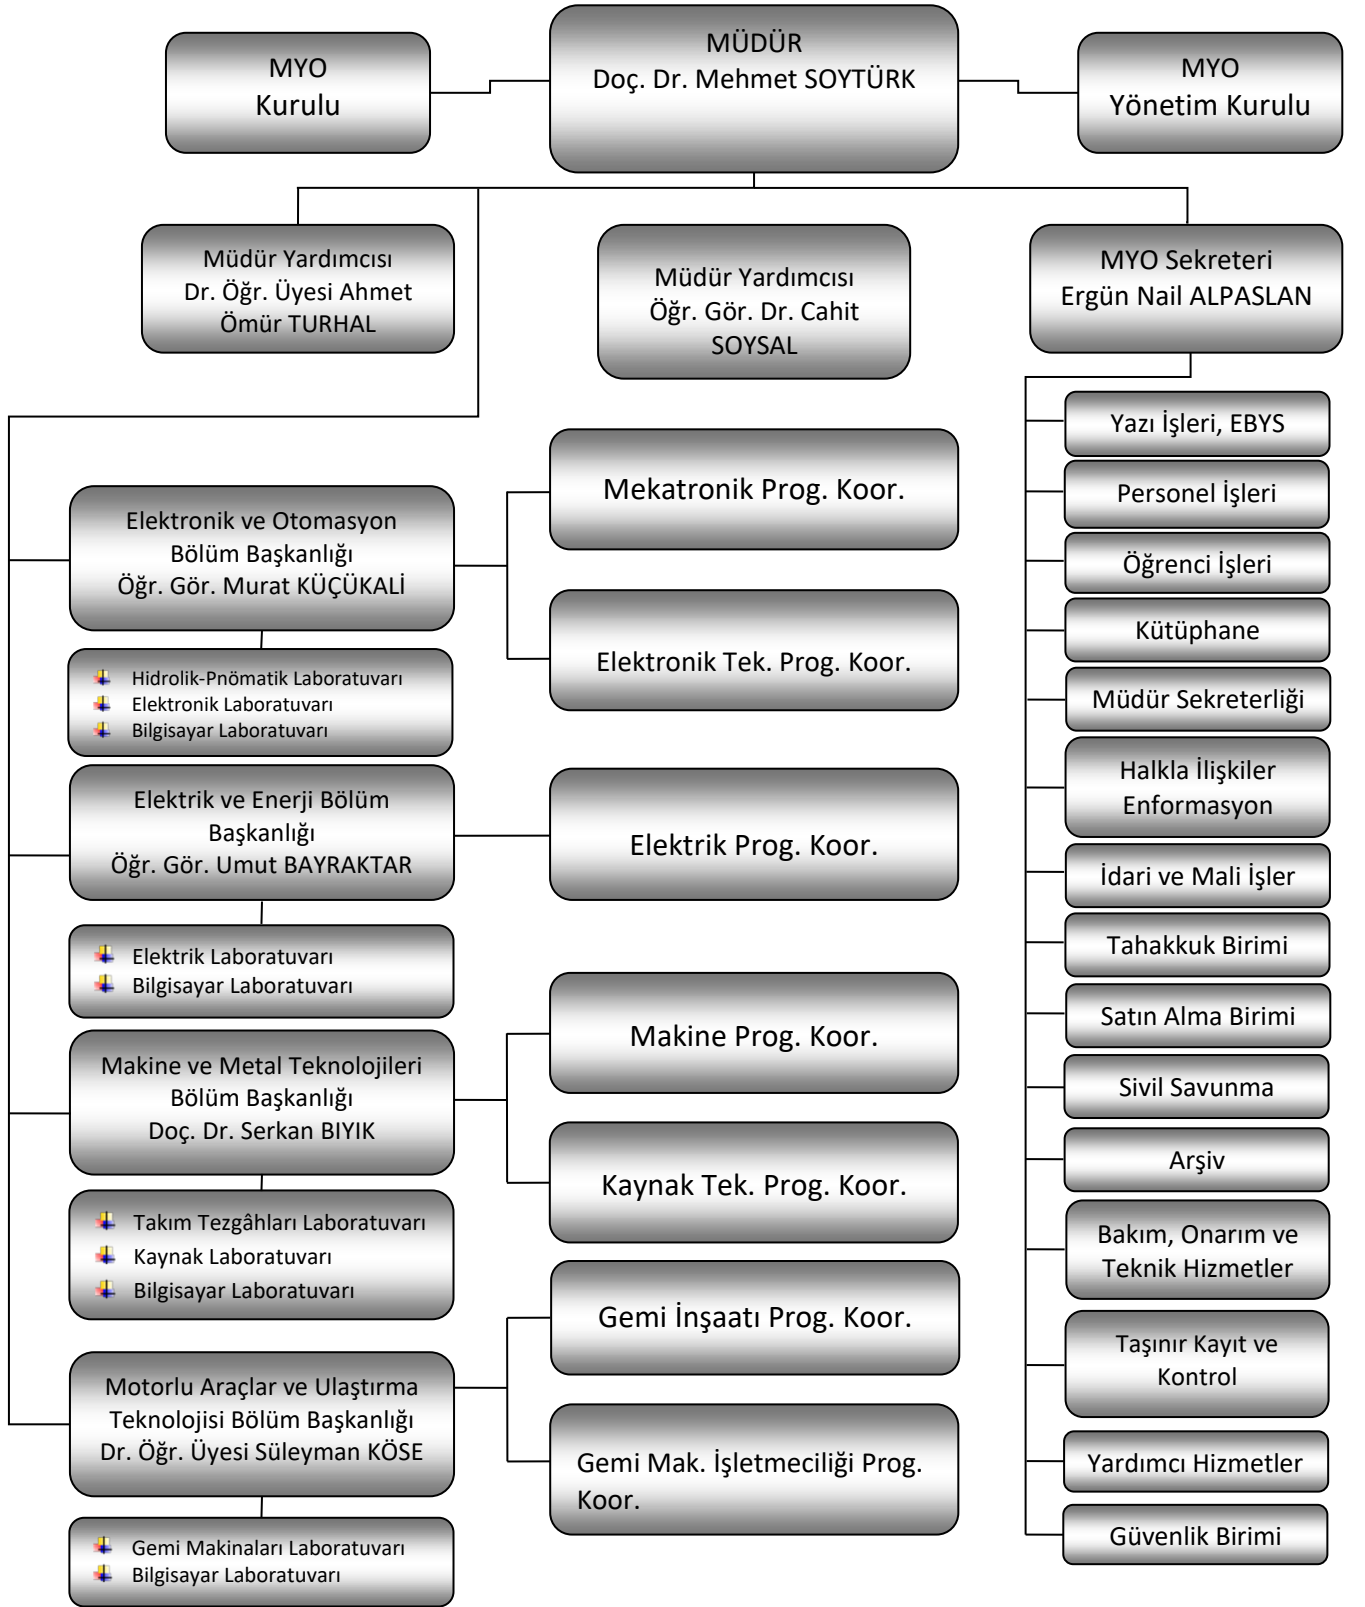 MYO
Kurulu
MÜDÜR
Doç. Dr. Mehmet SOYTÜRK
MYO
Yönetim Kurulu
Müdür Yardımcısı
Dr. Öğr. Üyesi Ahmet
Ömür TURHAL
Müdür Yardımcısı
Öğr. Gör. Dr. Cahit
SOYSAL
MYO Sekreteri
Ergün Nail ALPASLAN
Elektronik ve Otomasyon
Bölüm Başkanlığı
Öğr. Gör. Murat KÜÇÜKALİ
Hidrolik-Pnömatik Laboratuvarı
Elektronik Laboratuvarı
Bilgisayar Laboratuvarı
Mekatronik Prog. Koor.
Elektronik Tek. Prog. Koor.
Elektrik ve Enerji Bölüm
Başkanlığı
Öğr. Gör. Umut BAYRAKTAR
Elektrik Laboratuvarı
Bilgisayar Laboratuvarı
Elektrik Prog. Koor.
Makine ve Metal Teknolojileri
Bölüm Başkanlığı
Doç. Dr. Serkan BIYIK
Takım Tezgâhları Laboratuvarı
Kaynak Laboratuvarı
Bilgisayar Laboratuvarı
Makine Prog. Koor.
Kaynak Tek. Prog. Koor.
Motorlu Araçlar ve Ulaştırma
Teknolojisi Bölüm Başkanlığı
Dr. Öğr. Üyesi Süleyman KÖSE
Gemi Makinaları Laboratuvarı
Bilgisayar Laboratuvarı
Gemi İnşaatı Prog. Koor.
Gemi Mak. İşletmeciliği Prog.
Koor.
Yazı İşleri, EBYS
Personel İşleri
Öğrenci İşleri
Kütüphane
Müdür Sekreterliği
Halkla İlişkiler
Enformasyon
İdari ve Mali İşler
Tahakkuk Birimi
Satın Alma Birimi
Sivil Savunma
Arşiv
Bakım, Onarım ve
Teknik Hizmetler
Taşınır Kayıt ve
Kontrol
Yardımcı Hizmetler
Güvenlik Birimi